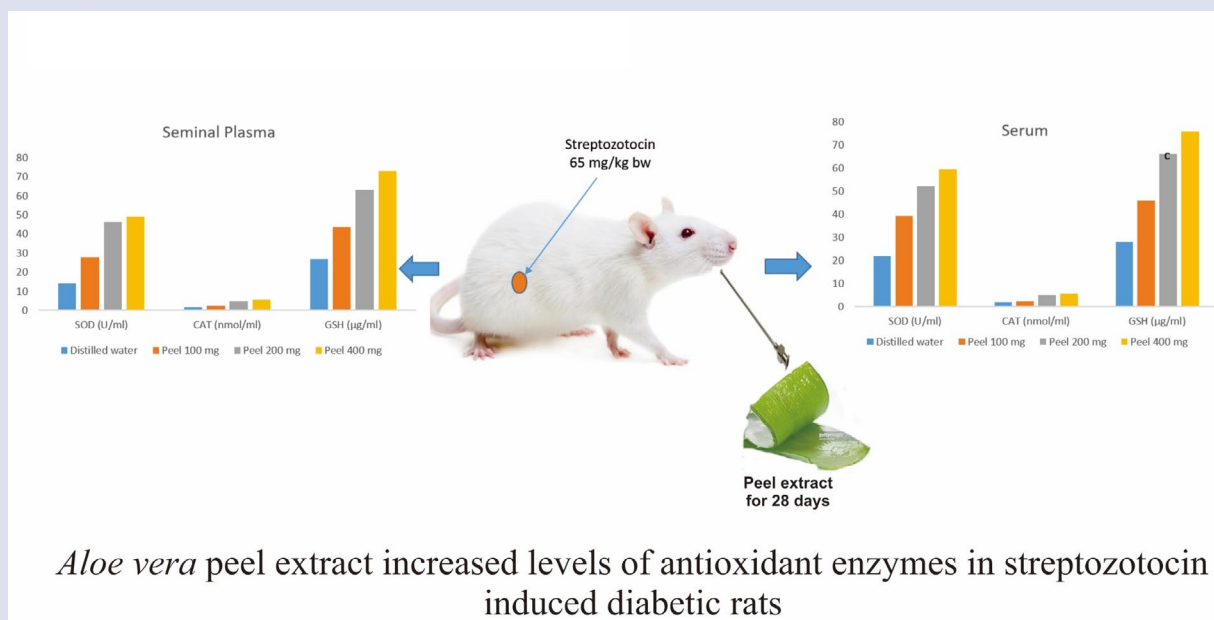 Seminal Plasma
80
70
60
50
40
30
20
10
0
SOD (U/ml) CAT (nmol/ml) GSH (µg/ml)
Distilled water Peel 100 mg Peel 200 mg Peel 400 mg
Streptozotocin
65 mg/kg bw
Peel extract
for 28 days
Serum
80
70
60
50
40
30
20
10
0
C
SOD (U/ml) CAT (nmol/ml) GSH (µg/ml)
Distilled water Peel 100 mg Peel 200 mg Peel 400 mg
Aloe vera peel extract increased levels of antioxidant enzymes in streptozotocin
induced diabetic rats